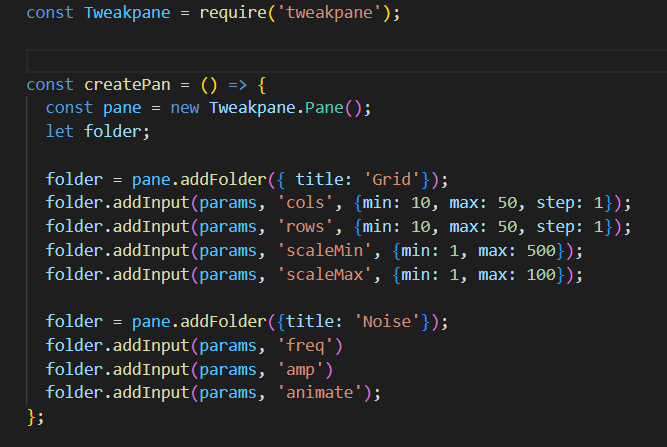 const Tweakpane = require('tweakpane');
const createPan = () => {
const pane = new Tweakpane.Pane();
let folder;
folder = pane.addFolder({ title: 'Grid'});
folder.addInput(params, 'cols', {min: 10, max: 50, step: 1});
folder.addInput(params, 'rows', {min: 10, max: 50, step: 1});
folder.addInput(params, 'scaleMin', {min: 1, max: 500});
folder.addInput(params, 'scaleMax', {min: 1, max: 100});
folder = pane.addFolder({title: 'Noise'});
folder.addInput(params, 'freq')
folder.addInput(params, 'amp')
folder.addInput(params, 'animate');
};